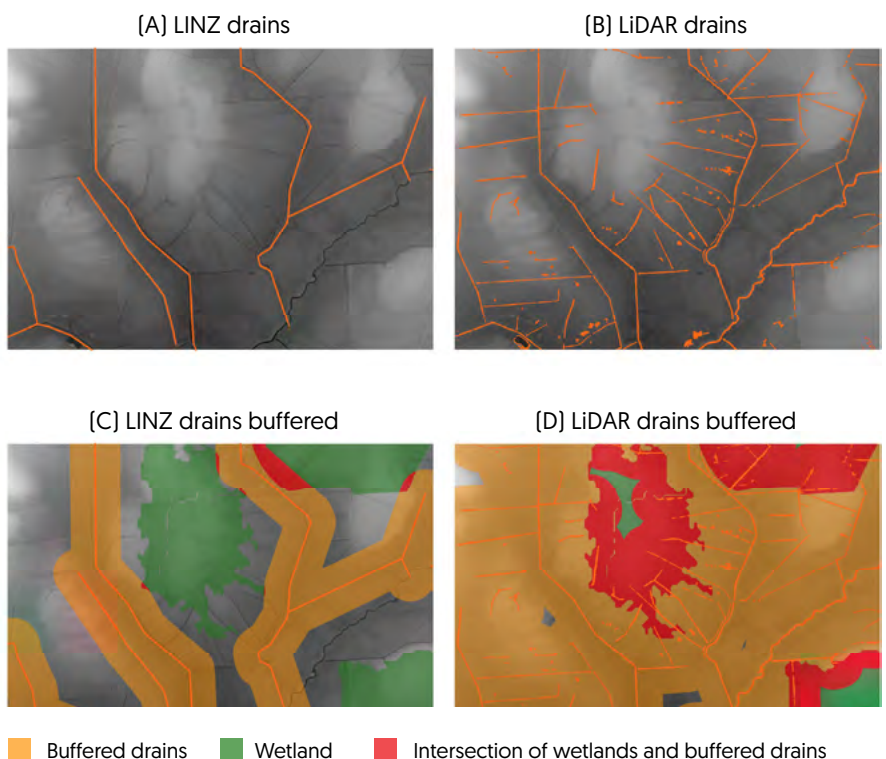 (A) LINZ drains
(B) LiDAR drains
(C) LINZ drains buffered
(D) LiDAR drains buffered
Buffered drains
Wetland
Intersection of wetlands and buffered drains